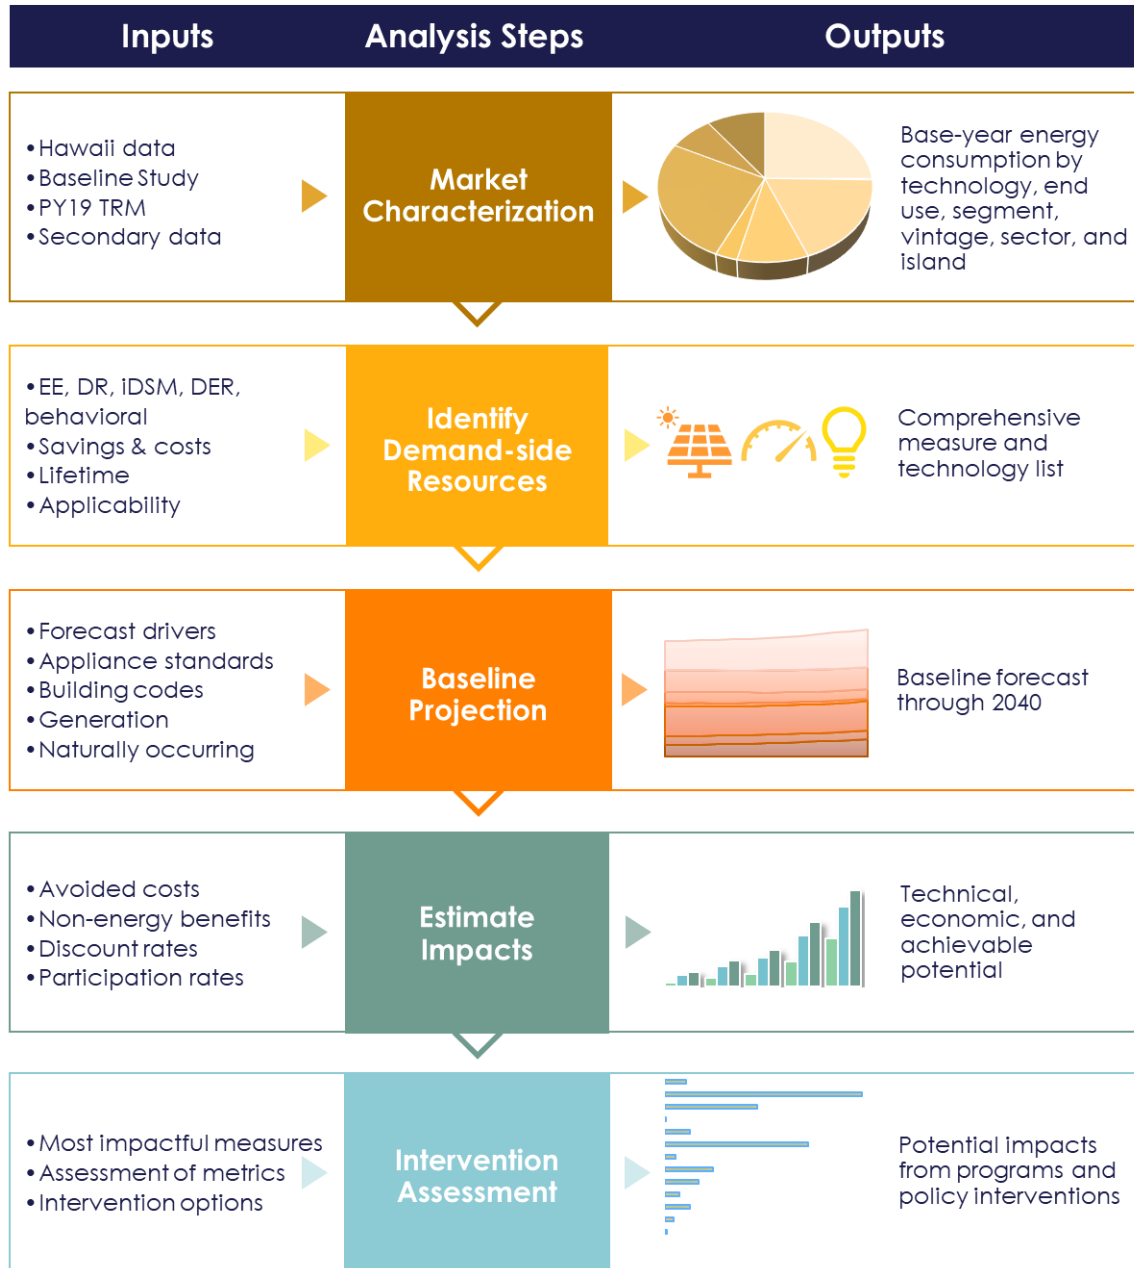 Inputs
Analysis Steps
Outputs
•Hawaii data
•Baseline Study
•PY19 TRM
•Secondary data
Market
Characterization
Base-year energy
consumption by
technology, end
use, segment,
vintage, sector, and
island
•EE, DR, iDSM, DER,
behavioral
•Savings & costs
•Lifetime
•Applicability
Identify
Demand-side
Resources
Comprehensive
measure and
technology list
•Forecast drivers
•Appliance standards
•Building codes
•Generation
•Naturally occurring
Baseline
Projection
Baseline forecast
through 2040
•Avoided costs
•Non-energy benefits
•Discount rates
•Participation rates
Estimate
Impacts
Technical,
economic, and
achievable
potential
•Most impactful measures
•Assessment of metrics
•Intervention options
Intervention
Assessment
Potential impacts
from programs and
policy interventions